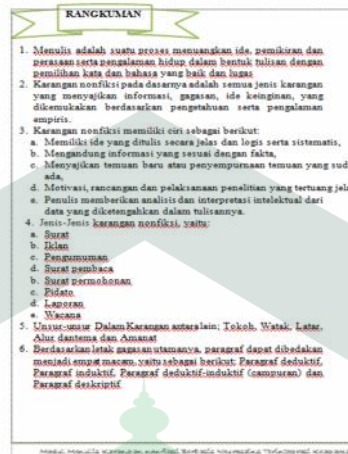 RANGKUMAN
1. Menulis adalah suatu proses menuangkan ide, pemikiran dan
perasaan serta pengalaman hidup dalam bentuk tulisan dengan
pemilihan kata dan bahasa yang baik dan lugas
2. Karangan nonfiksi pada dasarnya adalah semua jenis karangan
yang menyajikan informasi, gagasan, ide keinginan, yang
dikemukakan berdasarkan pengetahuan serta pengalaman
empiris.
3. Karangan nonfiksi memiliki ciri sebagai berikut:
a. Memiliki ide yang ditulis secara jelas dan logis serta sistematis,
b. Mengandung informasi yang sesuai dengan fakta,
c. Menyajikan temuan baru atau penyempurnaan temuan yang sud
ada,
d. Motivasi, rancangan dan pelaksanaan penelitian yang tertuang jela
e. Penulis memberikan analisis dan interpretasi intelektual dari
data yang diketengahkan dalam tulisannya.
4. Jenis-Jenis karangan nonfiksi, yaitu:
a. Surat
b. Iklan
c. Pengumuman
d. Surat pembaca
b. Surat permohonan
c. Pidato
d. Laporan
e. Wacana
5. Unsur-unsur Dalam Karangan antara lain; Tokoh, Watak, Latar,
Alur dantema dan Amanat
6. Berdasarkan letak gagasan utamanya, paragraf dapat dibedakan
menjadi empat macam, yaitu sebagai berikut: Paragraf deduktif,
Paragraf induktif, Paragraf deduktif-induktif (campuran) dan
Paragraf deskriptif